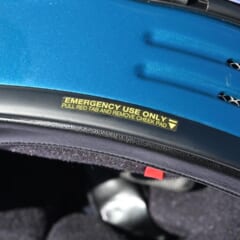 EMERGENCY USE ONLY
PULL RED TAB AND REMOVE CHEEK PAD